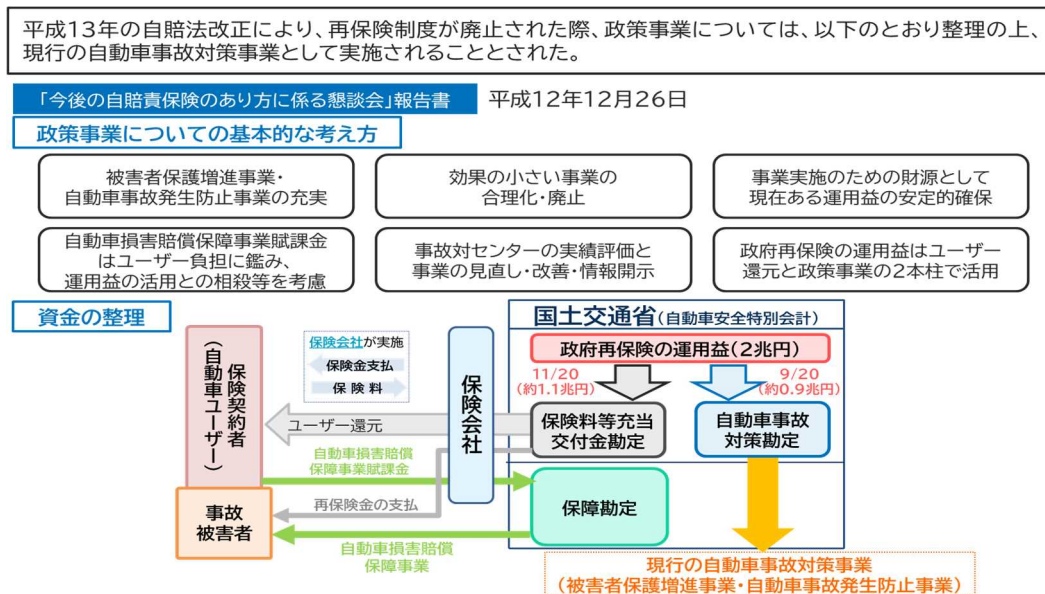 平成13年の自賠法改正により、再保険制度が廃止された際、政策事業については、以下のとおり整理の上、
現行の自動車事故対策事業として実施されることとされた。
「今後の自賠責保険のあり方に係る懇談会」報告書
平成12年12月26日
政策事業についての基本的な考え方
被害者保護増進事業・
自動車事故発生防止事業の充実
効果の小さい事業の
合理化・廃止
事業実施のための財源として
現在ある運用益の安定的確保
自動車損害賠償保障事業賦課金
はユーザー負担に鑑み、
運用益の活用との相殺等を考慮
事故対センターの実績評価と
事業の見直し・改善・情報開示
政府再保険の運用益はユーザー
還元と政策事業の2本柱で活用
資金の整理
保険契約者
(自動車ユーザー)
事故
被害者
保険会社が実施
保険金支払
保険料
保険会社
国土交通省(自動車安全特別会計)
政府再保険の運用益(2兆円)
11/20
(約1.1兆円)
9/20
(約0.9兆円)
保険料等充当
交付金勘定
自動車事故
対策勘定
ユーザー還元
自動車損害賠償
保障事業賦課金
再保険金の支払
保障勘定
自動車損害賠償
保障事業
現行の自動車事故対策事業
(被害者保護増進事業・自動車事故発生防止事業)